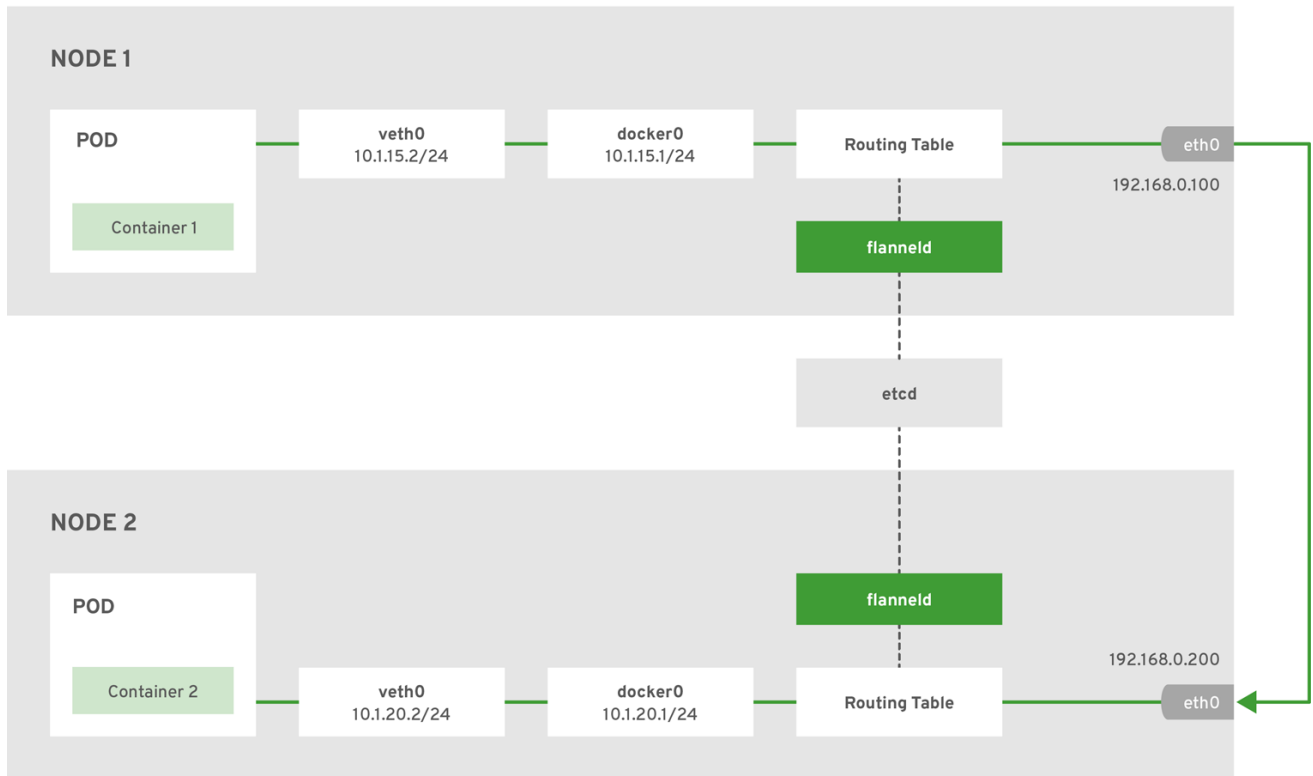 NODE 1
POD
Container 1
veth0
10.1.15.2/24
docker0
10.1.15.1/24
Routing Table
eth0
192.168.0.100
flanneld
etcd
NODE 2
flanneld
POD
Container 2
veth0
10.1.20.2/24
docker0
10.1.20.1/24
Routing Table
192.168.0.200
eth0